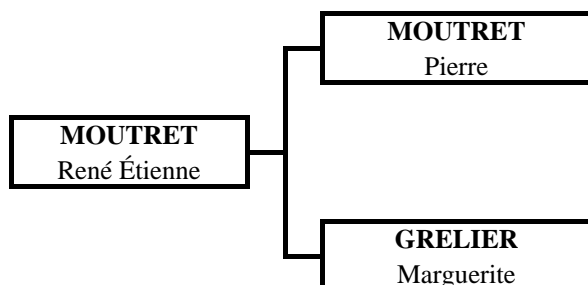 MOUTRET
Pierre
MOUTRET
René Étienne
GRELIER
Marguerite